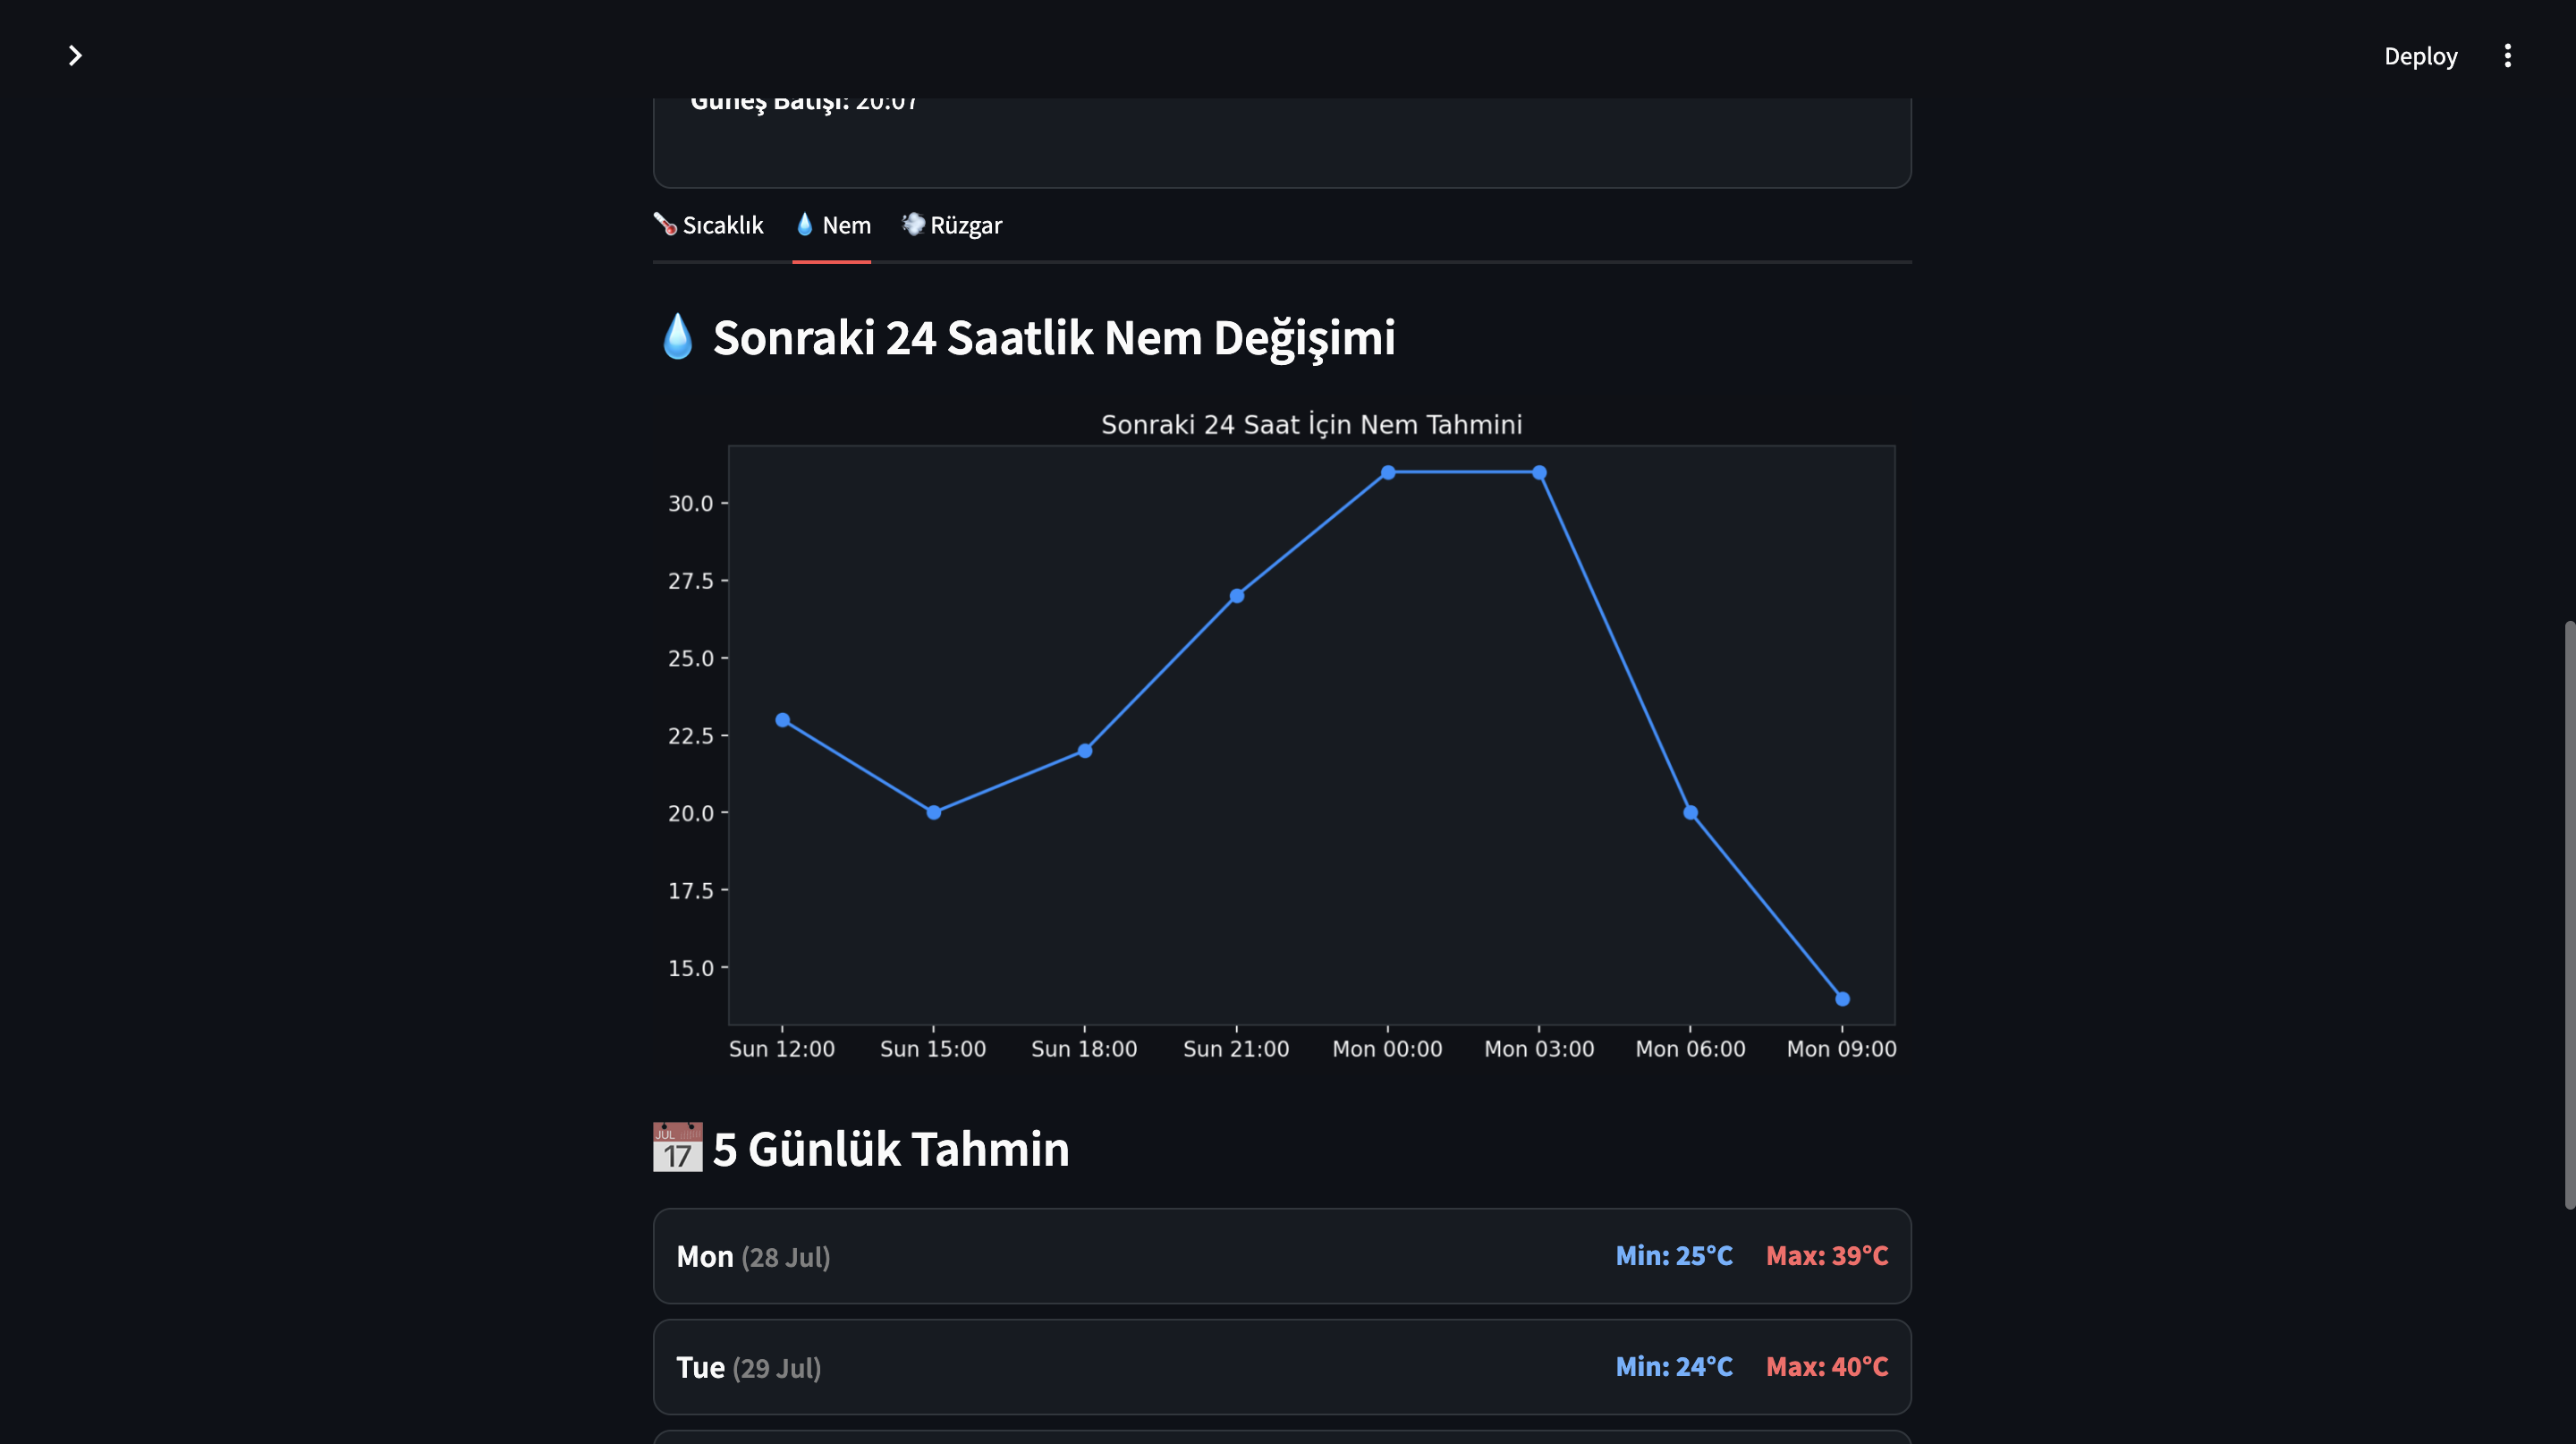 Deploy
Güneş Batışı: 20:07
Sıcaklık
Nem
Rüzgar
Sonraki 24 Saatlik Nem Değişimi
Sonraki 24 Saat İçin Nem Tahmini
30.0
27.5
25.0
22.5
20.0
17.5
15.0
Sun 12:00 Sun 15:00 Sun 18:00 Sun 21:00 Mon 00:00 Mon 03:00 Mon 06:00 Mon 09:00
JUL
17
5 Günlük Tahmin
Mon (28 Jul) Min: 25°C Max: 39°C
Tue (29 Jul) Min: 24°C Max: 40°C